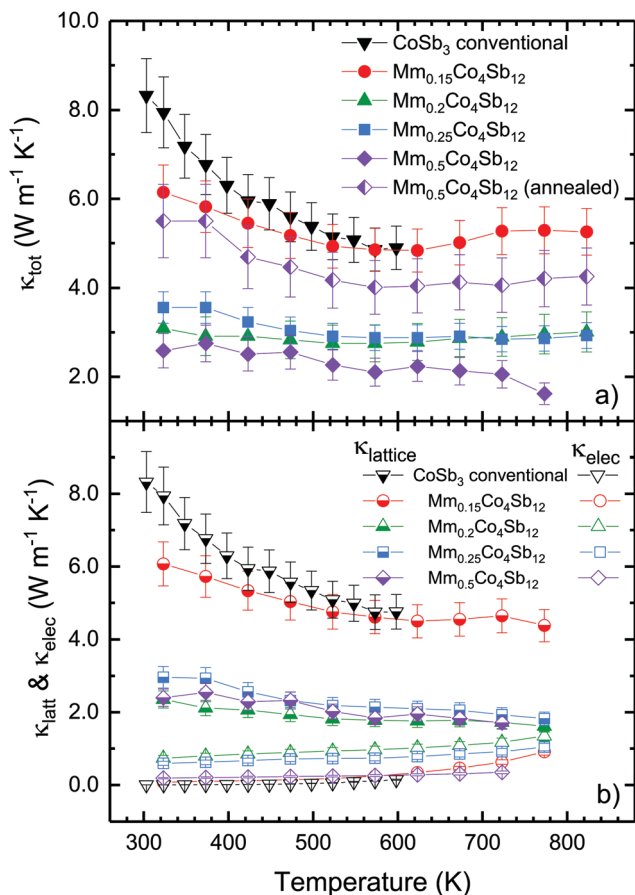 10.0
8.0
6.0
4.0
2.0
κtot (W m-1 K-1)
CoSb3 conventional
Mm0.15Co4Sb12
Mm0.2Co4Sb12
Mm0.25Co4Sb12
Mm0.5Co4Sb12
Mm0.5Co4Sb12 (annealed)
a)
8.0
6.0
4.0
2.0
0.0
κlatt & κelec (W m-1 K-1)
κlattice κelec
CoSb3 conventional
Mm0.15Co4Sb12
Mm0.2Co4Sb12
Mm0.25Co4Sb12
Mm0.5Co4Sb12
b)
300 400 500 600 700 800
Temperature (K)